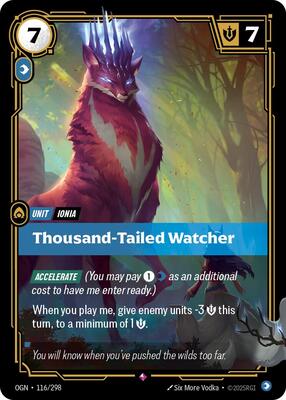 7
7
UNIT IONIA
Thousand-Tailed Watcher
ACCELERATE (You may pay 1 as an additional
cost to have me enter ready.)
When you play me, give enemy units -3 this
turn, to a minimum of 1.
You will know when you've pushed the wilds too far.
OGN • 116/298 Six More Vodka • ©2025RGI